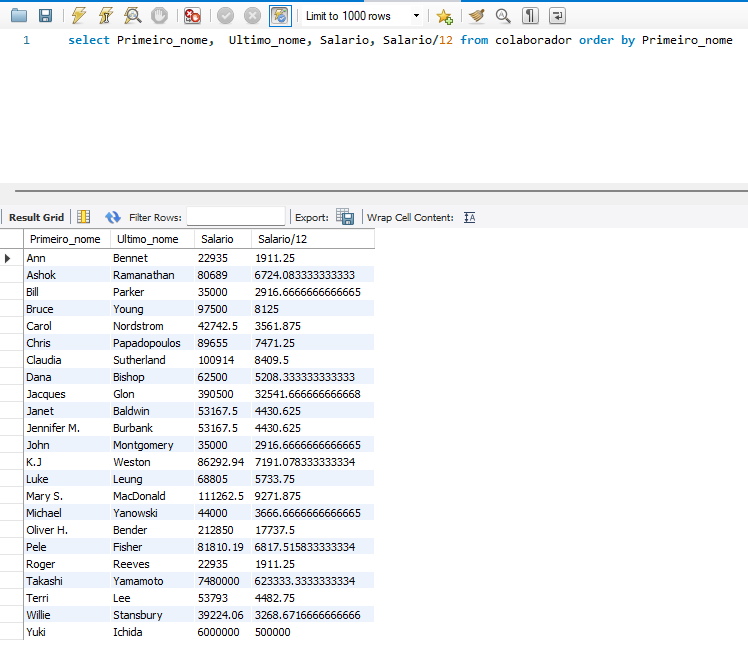 Limit to 1000 rows
1 select Primeiro_nome, Ultimo_nome, Salario, Salario/12 from colaborador order by Primeiro_nome
Result Grid Filter Rows: Export: Wrap Cell Content:
Primeiro_nome Ultimo_nome Salario Salario/12
Ann Bennet 22935 1911.25
Ashok Ramanathan 80689 6724.083333333333
Bill Parker 35000 2916.6666666666665
Bruce Young 97500 8125
Carol Nordstrom 42742.5 3561.875
Chris Papadopoulos 89655 7471.25
Claudia Sutherland 100914 8409.5
Dana Bishop 62500 5208.333333333333
Jacques Glon 390500 32541.666666666668
Janet Baldwin 53167.5 4430.625
Jennifer M. Burbank 53167.5 4430.625
John Montgomery 35000 2916.6666666666665
K.J Weston 86292.94 7191.078333333334
Luke Leung 68805 5733.75
Mary S. MacDonald 111262.5 9271.875
Michael Yanowski 44000 3666.6666666666665
Oliver H. Bender 212850 17737.5
Pele Fisher 81810.19 6817.515833333334
Roger Reeves 22935 1911.25
Takashi Yamamoto 7480000 623333.3333333334
Terri Lee 53793 4482.75
Willie Stansbury 39224.06 3268.6716666666666
Yuki Ichida 6000000 500000